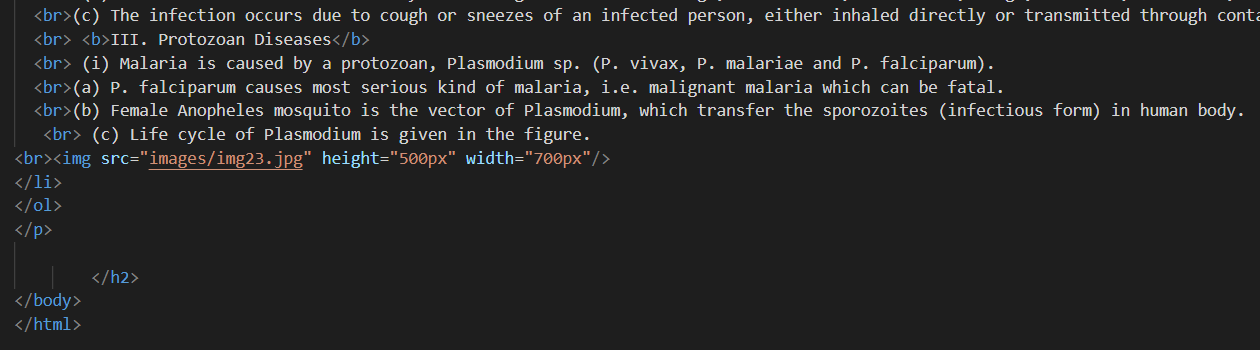 <br>(c) The infection occurs due to cough or sneezes of an infected person, either inhaled directly or transmitted through
<br> <b>III. Protozoan Diseases</b>
<br> (i) Malaria is caused by a protozoan, Plasmodium sp. (P. vivax, P. malariae and P. falciparum).
<br>(a) P. falciparum causes most serious kind of malaria, i.e. malignant malaria which can be fatal.
<br>(b) Female Anopheles mosquito is the vector of Plasmodium, which transfer the sporozoites (infectious form) in human body.
<br> (c) Life cycle of Plasmodium is given in the figure.
<br><img src="images/img23.jpg" height="500px" width="700px"/>
</li>
</ol>
</p>
</h2>
</body>
</html>